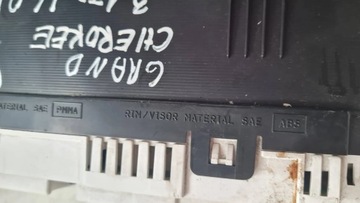 GRAND
CHEROKEE
MATERIAL SAE PMMA
RIM/VISOR MATERIAL SAE ABS